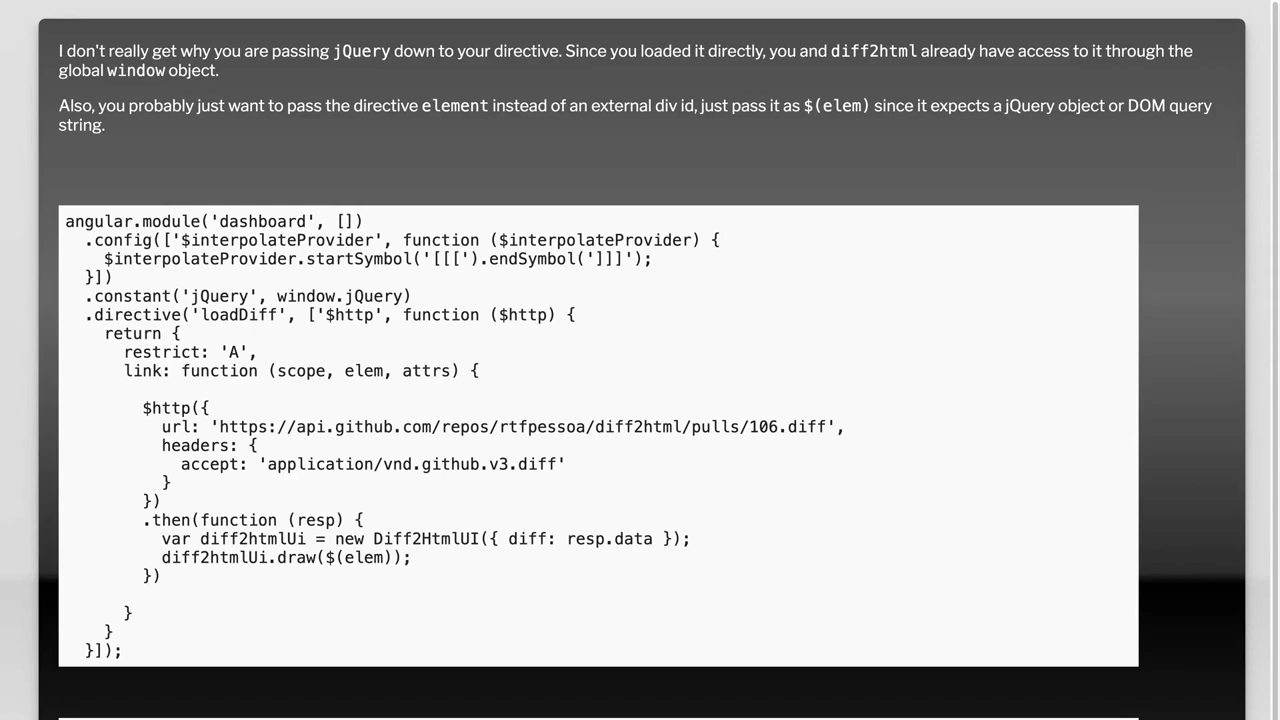 I don't really get why you are passing jQuery down to your directive. Since you loaded it directly, you and diff2html already have access to it through the
global window object.
Also, you probably just want to pass the directive element instead of an external div id, just pass it as $(elem) since it expects a jQuery object or DOM query
string.
angular.module('dashboard', [])
  .config(['$interpolateProvider', function ($interpolateProvider) {
    $interpolateProvider.startSymbol('[[[').endSymbol(']]]');
  }])
  .constant('jQuery', window.jQuery)
  .directive('loadDiff', ['$http', function ($http) {
    return {
      restrict: 'A',
      link: function (scope, elem, attrs) {
        $http({
          url: 'https://api.github.com/repos/rtfpessoa/diff2html/pulls/106.diff',
          headers: {
            accept: 'application/vnd.github.v3.diff'
          }
        })
        .then(function (resp) {
          var diff2htmlUi = new Diff2HtmlUI({ diff: resp.data });
          diff2htmlUi.draw($(elem));
        })
      }
    }
  }]);